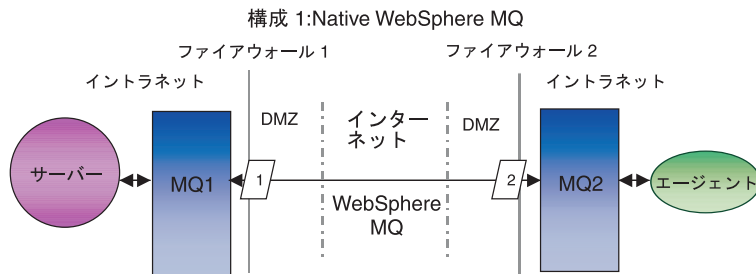 構成 1:Native WebSphere MQ
ファイアウォール 1
ファイアウォール 2
イントラネット
イントラネット
DMZ
インター
ネット
DMZ
サーバー
MQ1
1
2
MQ2
エージェント
WebSphere
MQ